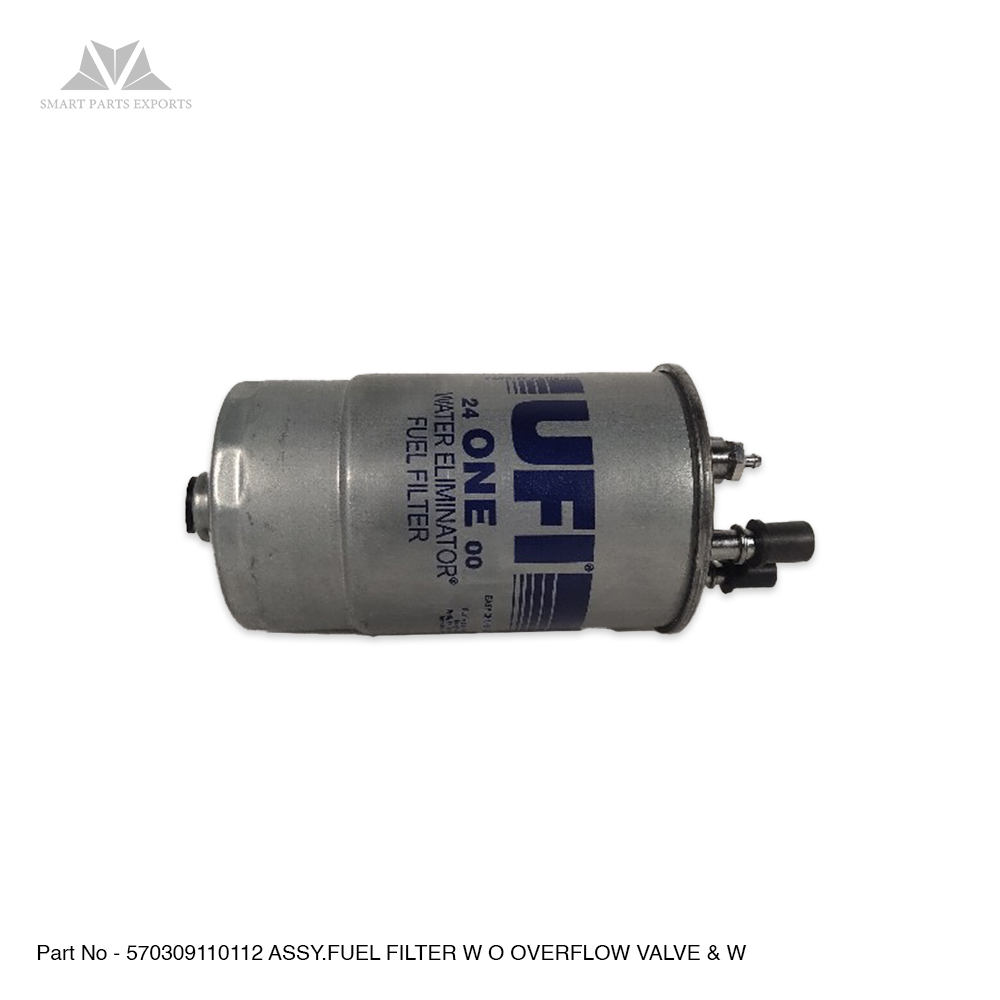 SMART PARTS EXPORTS
UFI®
24 ONE 00
WATER ELIMINATOR®
FUEL FILTER
Part No - 570309110112 ASSY.FUEL FILTER W O OVERFLOW VALVE & W